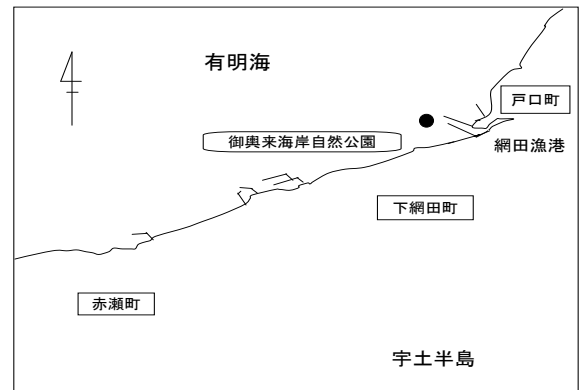 有明海
戸口町
御輿来海岸自然公園
網田漁港
下網田町
赤瀬町
宇土半島